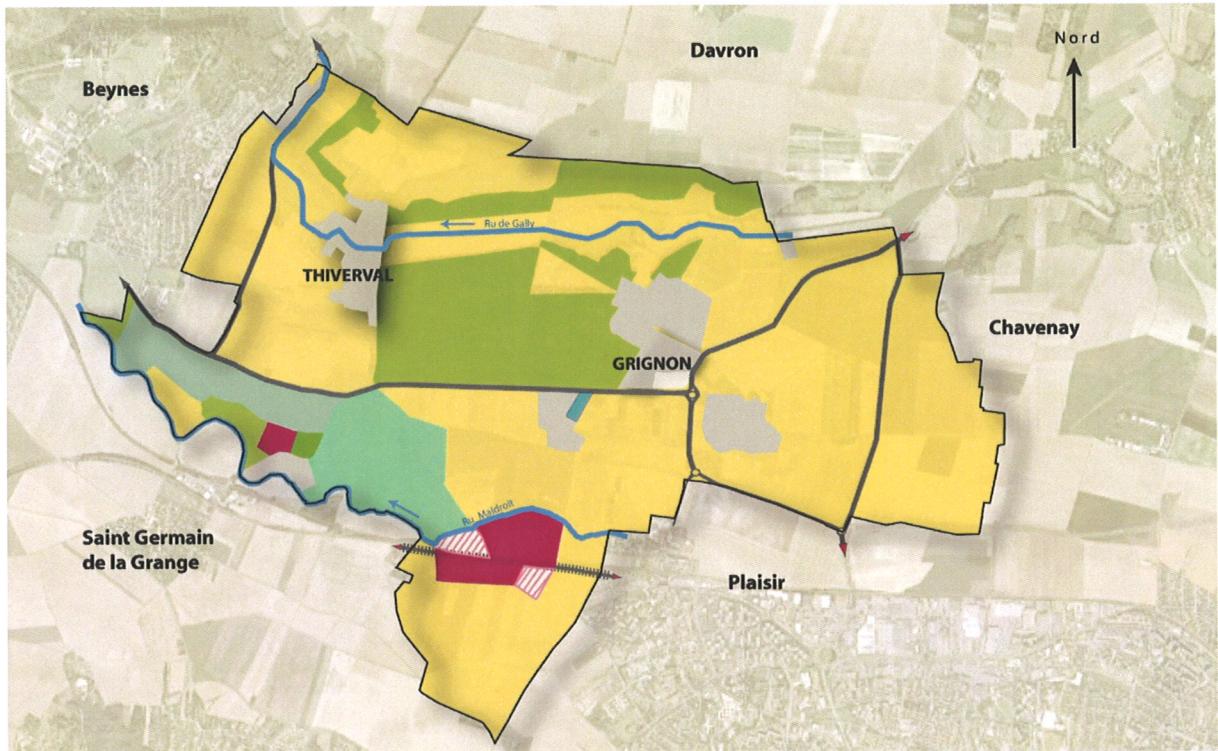 Nord
Davron
Beynes
Ru de Gally
THIVERVAL
Chavenay
GRIGNON
Ru Maldroit
Saint Germain
de la Grange
Plaisir